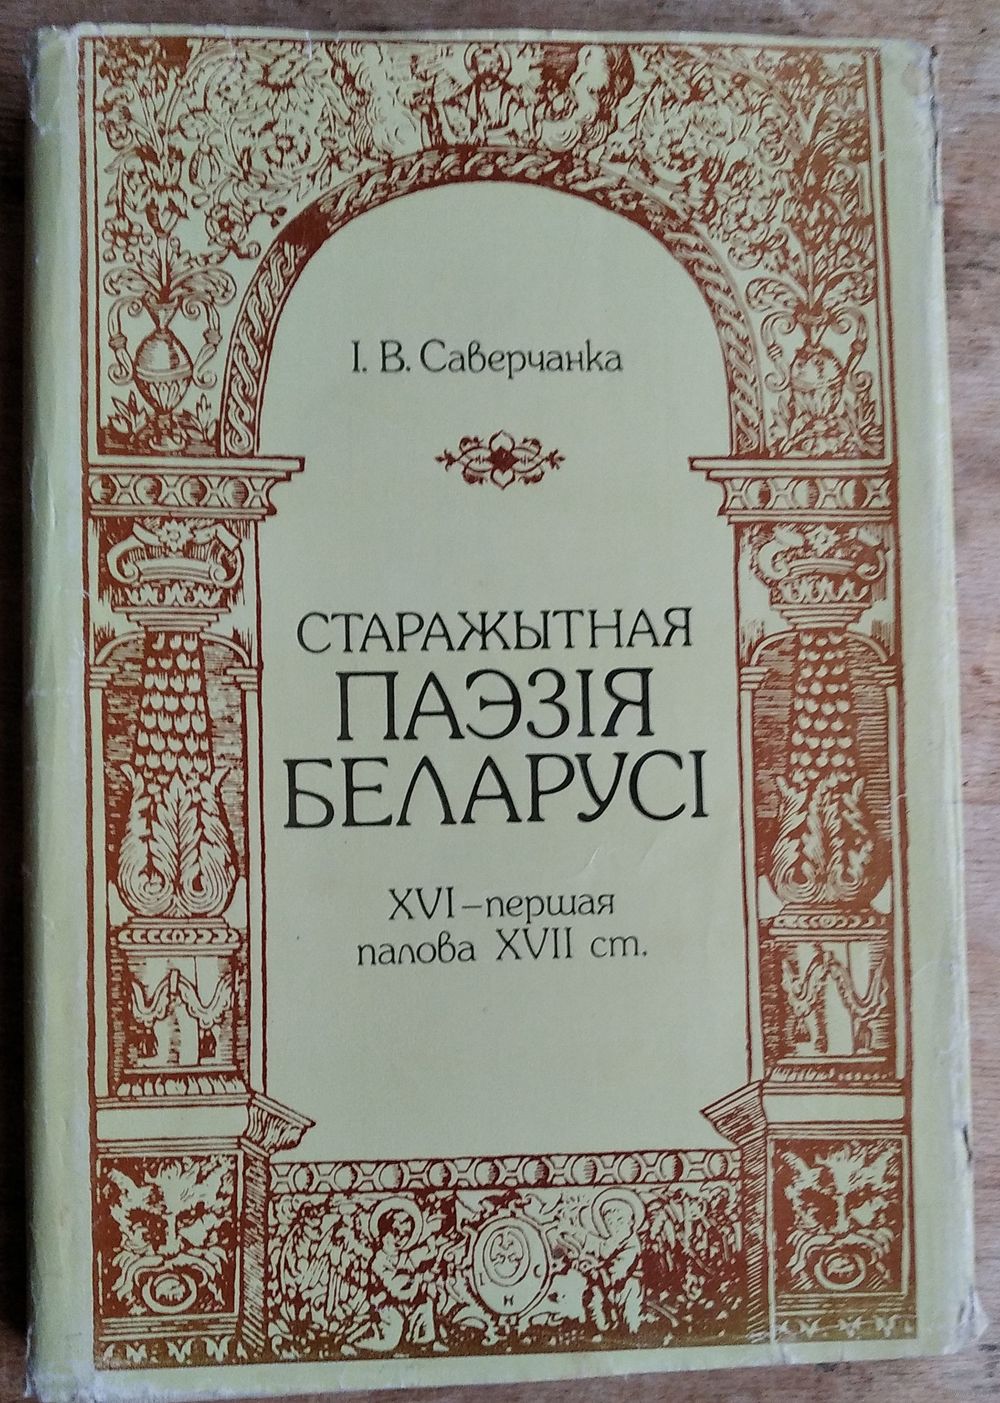 І. В. Саверчанка
СТАРАЖЫТНАЯ
ПАЭЗІЯ
БЕЛАРУСІ
XVI – першая
палова XVII ст.